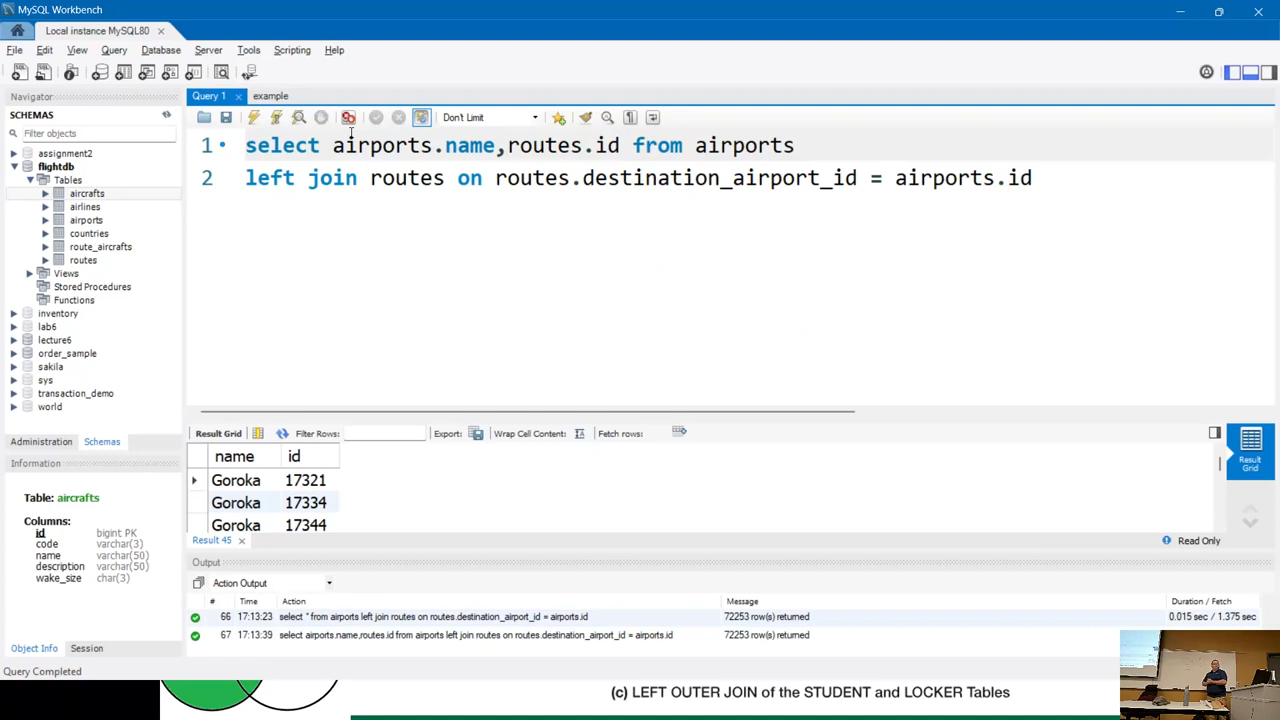 MySQL Workbench
Local instance MySQL80
File Edit View Query Database Server Tools Scripting Help
Navigator
SCHEMAS
Filter objects
assignment2
flightdb
Tables
aircrafts
airlines
airports
countries
route_aircrafts
routes
Views
Stored Procedures
Functions
inventory
lab6
lecture6
order_sample
sakila
sys
transaction_demo
world
Administration Schemas
Information
Table: aircrafts
Columns:
id bigint PK
code varchar(3)
name varchar(50)
description varchar(50)
wake_size char(3)
Object Info Session
Query Completed
Query 1 example
Don't Limit
1 select airports.name,routes.id from airports
2 left join routes on routes.destination_airport_id = airports.id
Result Grid Filter Rows: Export: Wrap Cell Content: Fetch rows:
name id
Goroka 17321
Goroka 17334
Goroka 17344
Result Grid
Result 45 Read Only
Output
Action Output
# Time Action Message Duration / Fetch
66 17:13:23 select * from airports left join routes on routes.destination_airport_id = airports.id 72253 row(s) returned 0.015 sec / 1.375 sec
67 17:13:39 select airports.name,routes.id from airports left join routes on routes.destination_airport_id = airports.id 72253 row(s) returned
(c) LEFT OUTER JOIN of the STUDENT and LOCKER Tables